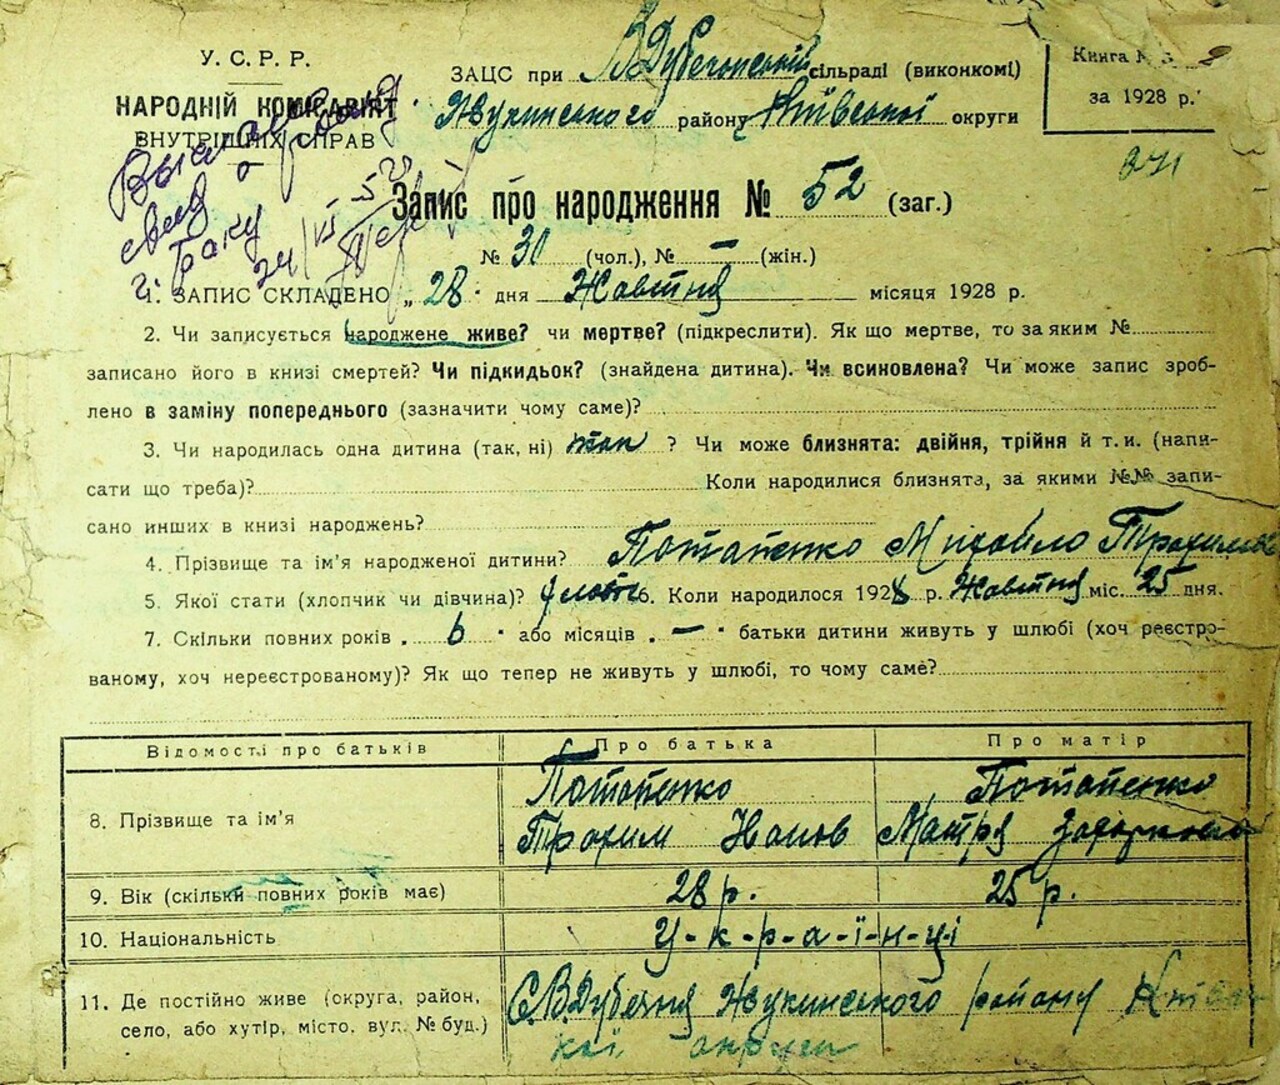 У. С. Р. Р.
НАРОДНІЙ КОМІСАРІЯТ
ВНУТРІШНІХ СПРАВ
ЗАЦС при В Дубечанській сільраді (виконкомі)
Жукинського району Київської округи
Книга №
за 1928 р.
г. Баку
Запис про народження № 52 (заг.)
№ 30 (чол.), № — (жін.)
1. ЗАПИС СКЛАДЕНО „ 28 " дня Жовтня місяця 1928 р.
2. Чи записується народжене живе? чи мертве? (підкреслити). Як що мертве, то за яким №
записано його в книзі смертей? Чи підкидьок? (знайдена дитина). Чи всиновлена? Чи може запис зроб-
лено в заміну попереднього (зазначити чому саме)?
3. Чи народилась одна дитина (так, ні) так ? Чи може близнята: двійня, трійня й т. и. (напи-
сати що треба)? Коли народилися близнята, за якими №№ запи-
сано инших в книзі народжень?
4. Прізвище та ім'я народженої дитини? Потапенко Михайло Трохимов
5. Якої стати (хлопчик чи дівчина)? 6. Коли народилося 1928 р. Жовтня міс. 25 дня.
7. Скільки повних років 6 або місяців — батьки дитини живуть у шлюбі (хоч реєстро-
ваному, хоч нереєстрованому)? Як що тепер не живуть у шлюбі, то чому саме?
Відомості про батьків Про батька Про матір
8. Прізвище та ім'я Потапенко Трохим Іванов Потапенко Мотря
9. Вік (скільки повних років має) 28 р. 25 р.
10. Національність У-к-р-а-ї-н-ці
11. Де постійно живе (округа, район,
село, або хутір, місто, вул. № буд.) С. В. Дубечня Жукинського району Київсь
кої округи